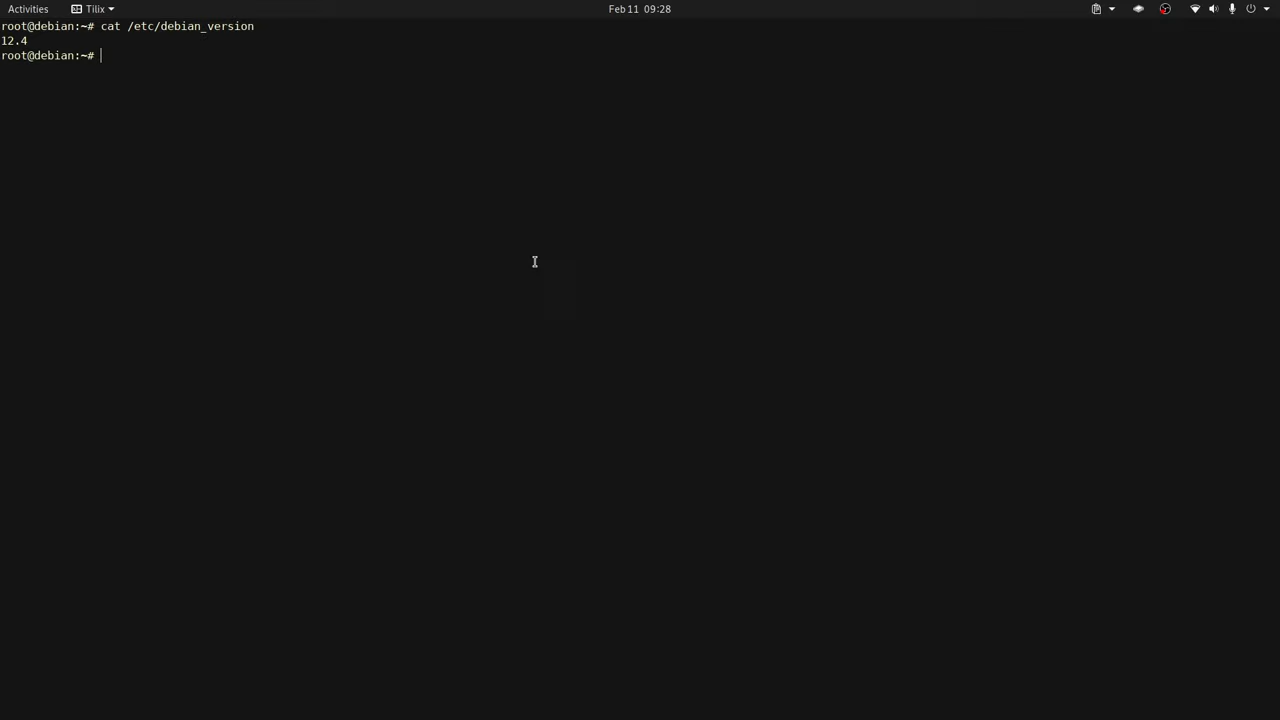 Activities Tilix Feb 11 09:28
root@debian:~# cat /etc/debian_version
12.4
root@debian:~#